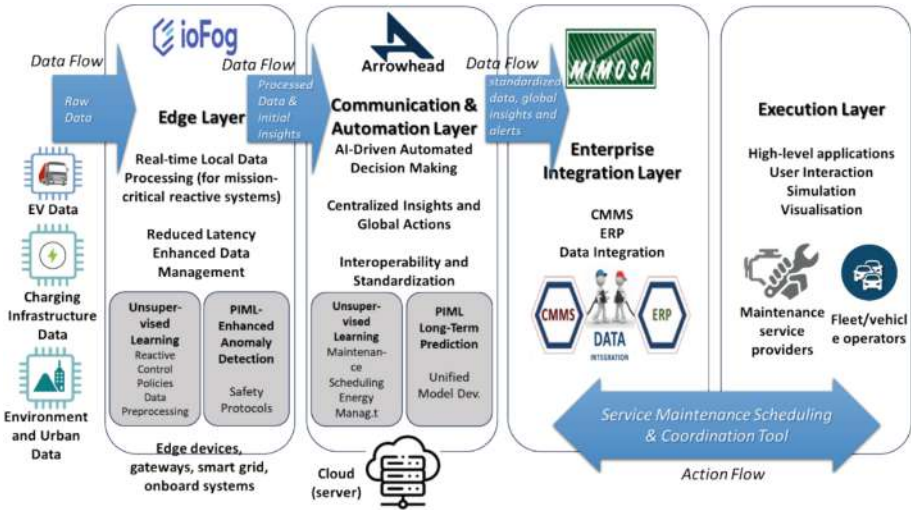 Data Flow
Raw
Data
EV Data
Charging
Infrastructure
Data
Environment
and Urban
Data
ioFog
Edge Layer
Real-time Local Data
Processing (for mission-
critical reactive systems)
Reduced Latency
Enhanced Data
Management
Unsuper-
vised
Learning
Reactive
Control
Policies
Data
Preprocessing
PIML-
Enhanced
Anomaly
Detection
Safety
Protocols
Edge devices,
gateways, smart grid,
onboard systems
Data Flow
Processed
Data &
initial
insights
Arrowhead
Communication &
Automation Layer
AI-Driven Automated
Decision Making
Centralized Insights and
Global Actions
Interoperability and
Standardization
Unsuper-
vised
Learning
Maintenan-
ce
Scheduling
Energy
Manag.t
PIML
Long-Term
Prediction
Unified
Model Dev.
Cloud
(server)
Data Flow
standardized
data, global
insights and
alerts
MIMOSA
Enterprise
Integration Layer
CMMS
ERP
Data Integration
CMMS
DATA
INTEGRATION
ERP
Execution Layer
High-level applications
User Interaction
Simulation
Visualisation
Maintenance
service
providers
Fleet/vehicl
e operators
Service Maintenance Scheduling
& Coordination Tool
Action Flow